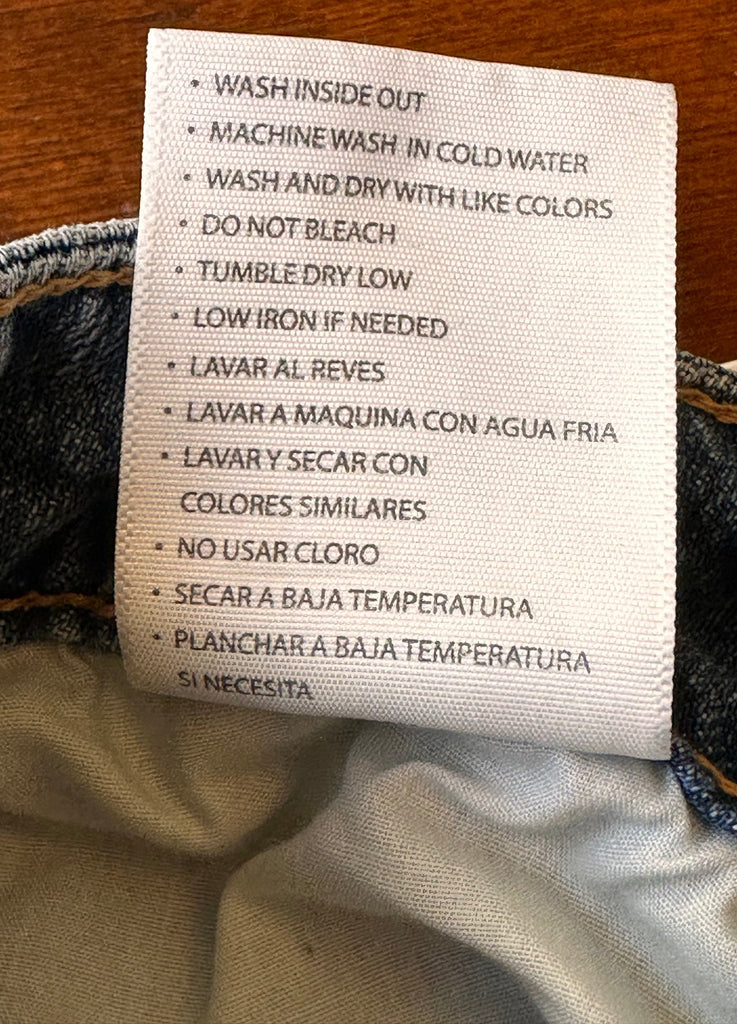 • WASH INSIDE OUT
• MACHINE WASH IN COLD WATER
• WASH AND DRY WITH LIKE COLORS
• DO NOT BLEACH
• TUMBLE DRY LOW
• LOW IRON IF NEEDED
• LAVAR AL REVES
• LAVAR A MAQUINA CON AGUA FRIA
• LAVAR Y SECAR CON
COLORES SIMILARES
• NO USAR CLORO
• SECAR A BAJA TEMPERATURA
• PLANCHAR A BAJA TEMPERATURA
SI NECESITA